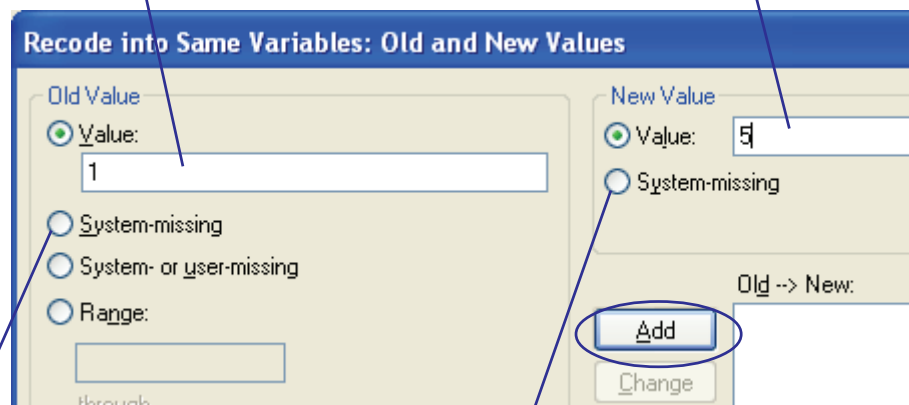 Recode into Same Variables: Old and New Values
Old Value
Value:
1
System-missing
System- or user-missing
Range:
through
New Value
Value: 5
System-missing
Old --> New:
Add
Change